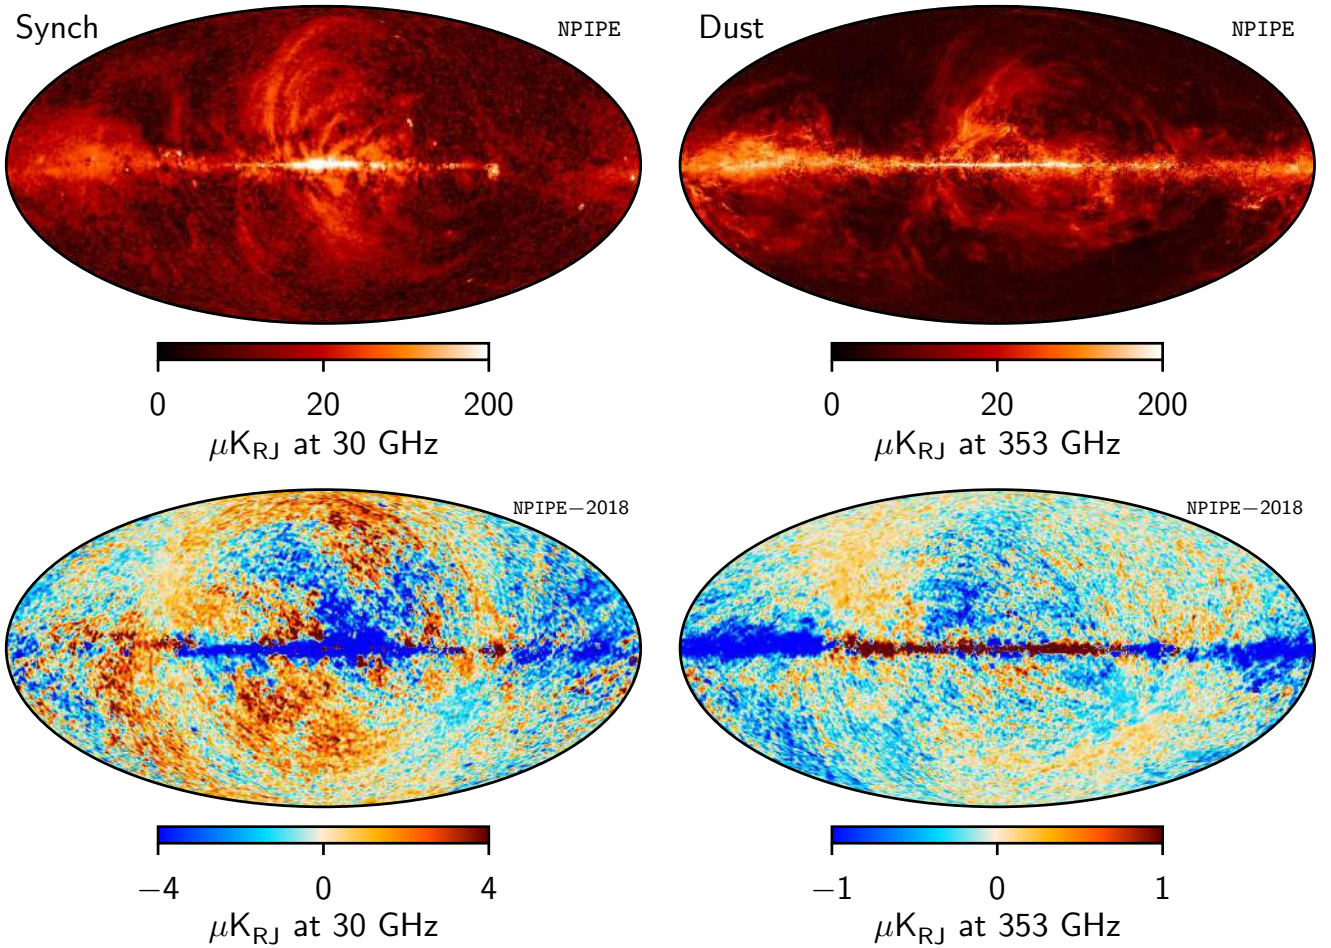 Synch NPIPE
Dust NPIPE
0 20 200
μK_RJ at 30 GHz
0 20 200
μK_RJ at 353 GHz
NPIPE−2018
NPIPE−2018
−4 0 4
μK_RJ at 30 GHz
−1 0 1
μK_RJ at 353 GHz